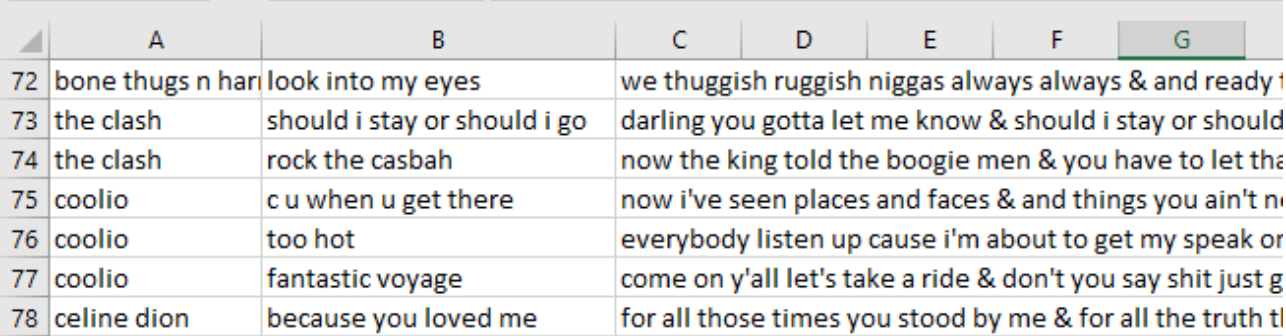 A B C D E F G
72 bone thugs n harr look into my eyes we thuggish ruggish niggas always always & and ready
73 the clash should i stay or should i go darling you gotta let me know & should i stay or should
74 the clash rock the casbah now the king told the boogie men & you have to let
75 coolio c u when u get there now i've seen places and faces & and things you ain't
76 coolio too hot everybody listen up cause i'm about to get my speak
77 coolio fantastic voyage come on y'all let's take a ride & don't you say shit just
78 celine dion because you loved me for all those times you stood by me & for all the truth